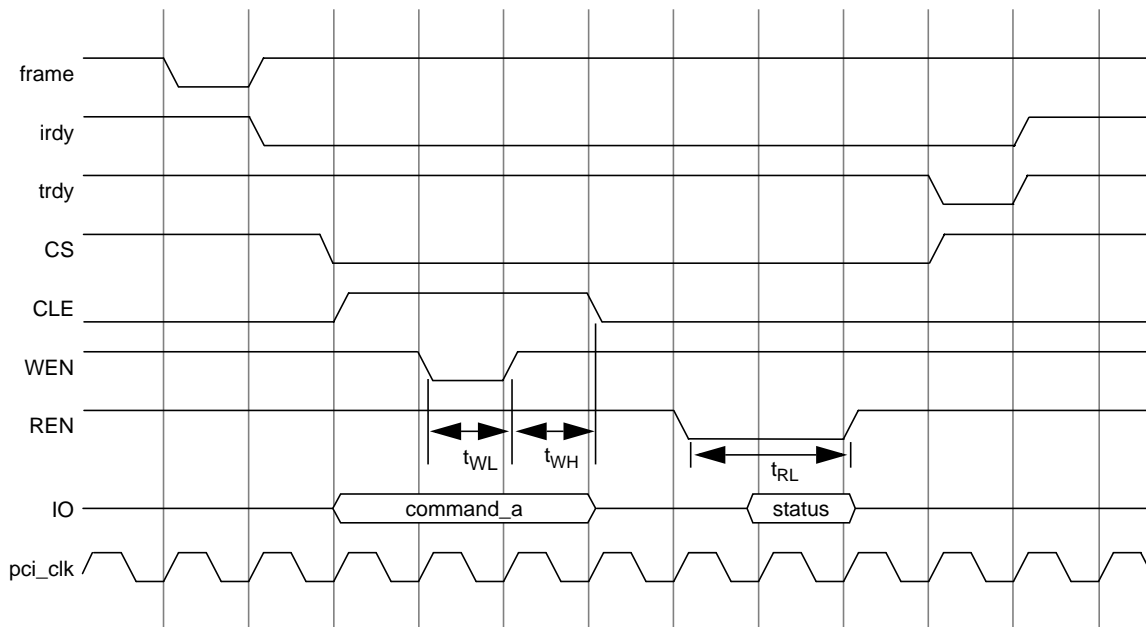 frame
irdy
trdy
CS
CLE
WEN
REN
tWL
tWH
tRL
IO
command_a
status
pci_clk